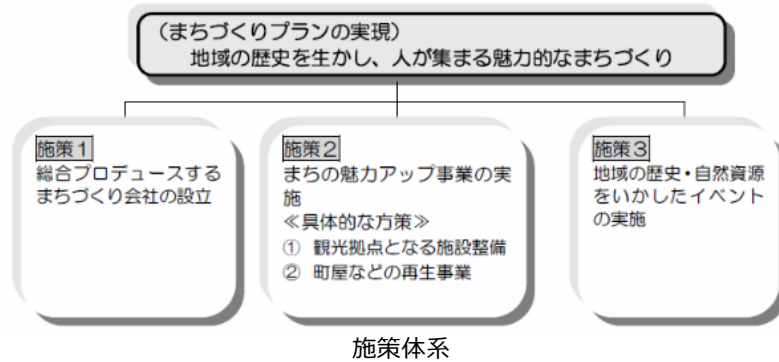 （まちづくりプランの実現）
地域の歴史を生かし、人が集まる魅力的なまちづくり
施策１
総合プロデュースする
まちづくり会社の設立
施策２
まちの魅力アップ事業の実
施
≪具体的な方策≫
① 観光拠点となる施設整備
② 町屋などの再生事業
施策３
地域の歴史・自然資源
をいかしたイベント
の実施
施策体系